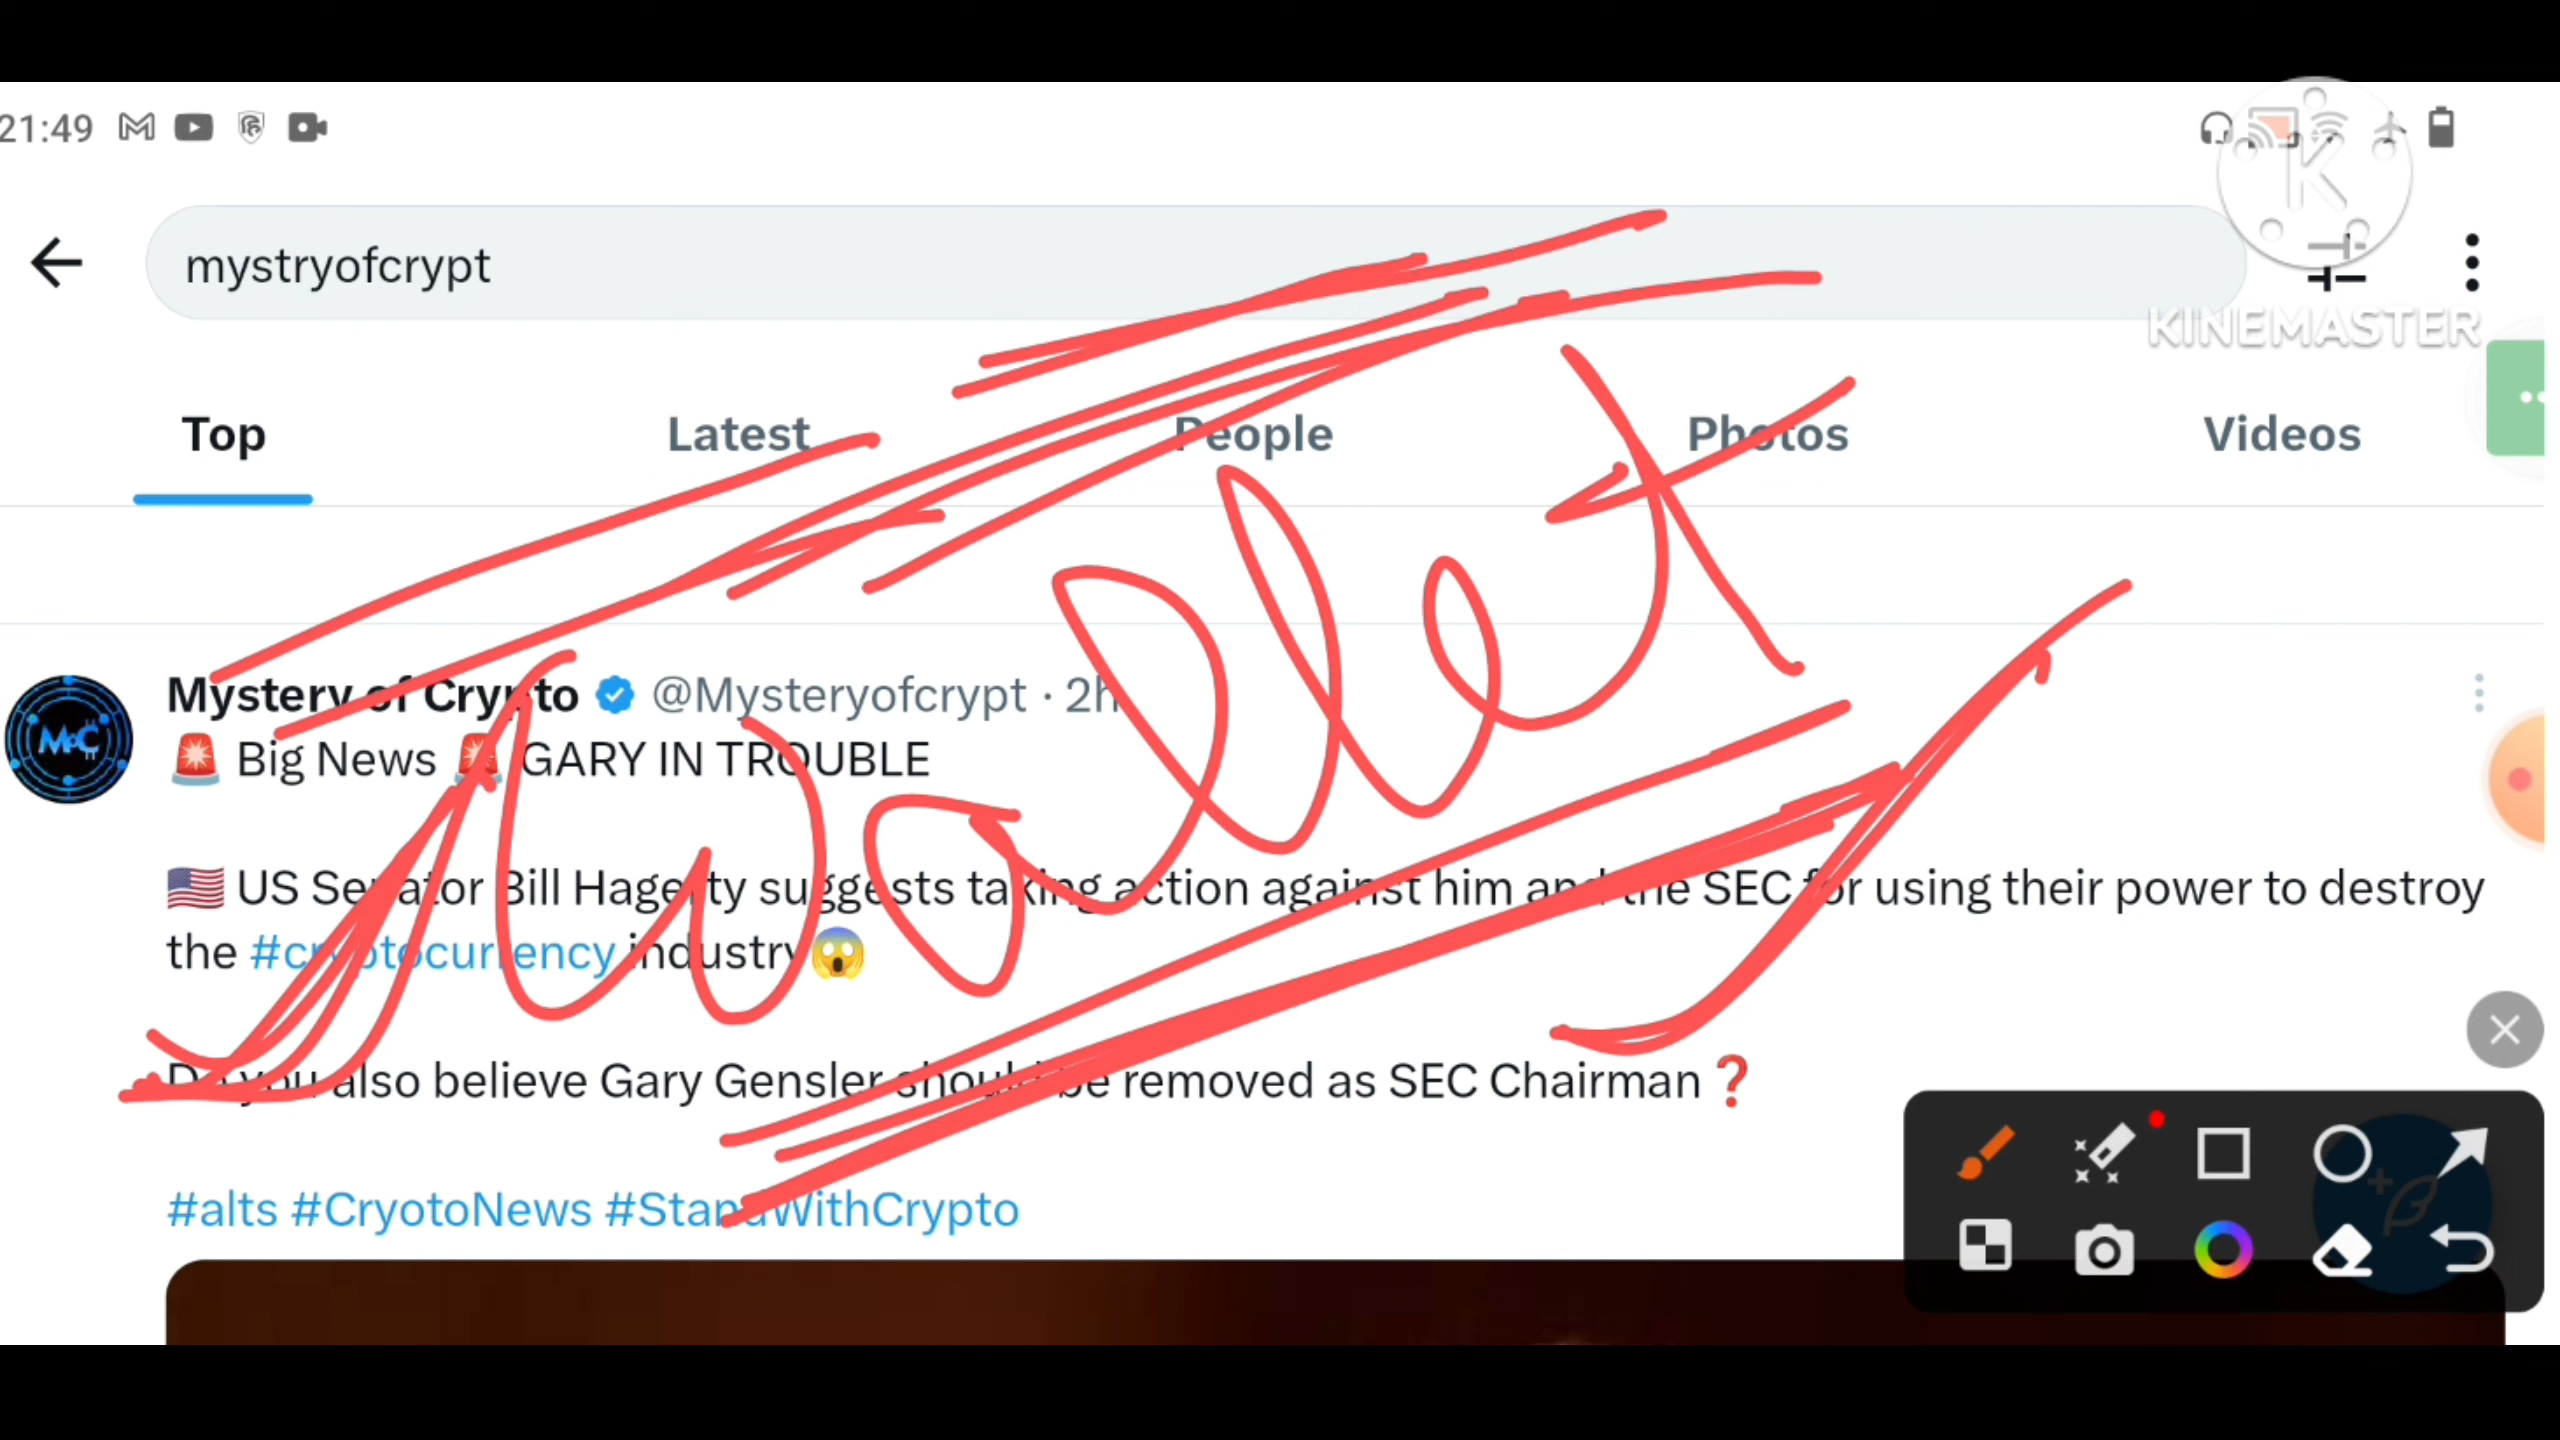 21:49
mystryofcrypt
KINEMASTER
Top Latest People Photos Videos
Mystery of Crypto @Mysteryofcrypt · 2h
🚨 Big News 🚨 GARY IN TROUBLE
🇺🇸 US Senator Bill Hagerty suggests taking action against him and the SEC for using their power to destroy
the #cryptocurrency industry😱
Do you also believe Gary Gensler should be removed as SEC Chairman ❓
#alts #CryotoNews #StandWithCrypto
Wallet